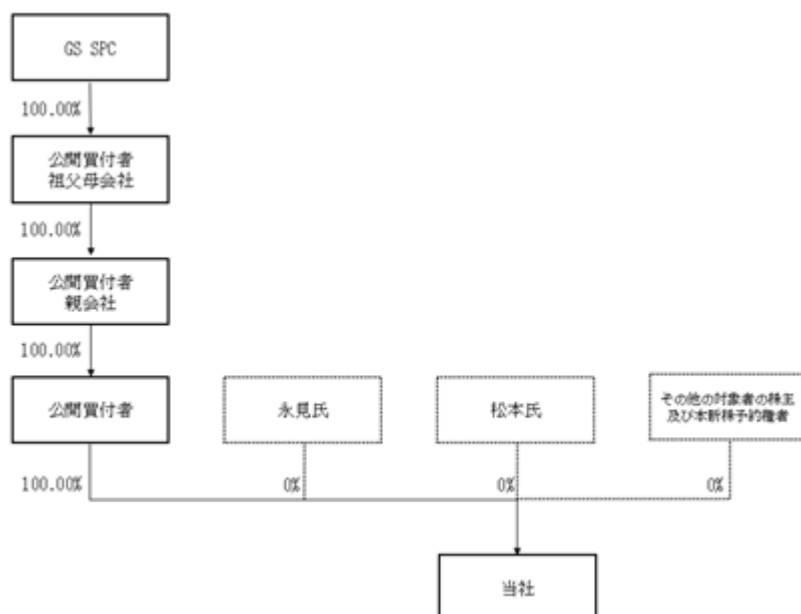 GS SPC
100.00%
公開買付者
祖父母会社
100.00%
公開買付者
親会社
100.00%
公開買付者
永見氏
松本氏
その他の対象者の株主
及び本新株予約権者
100.00%
0%
0%
0%
当社